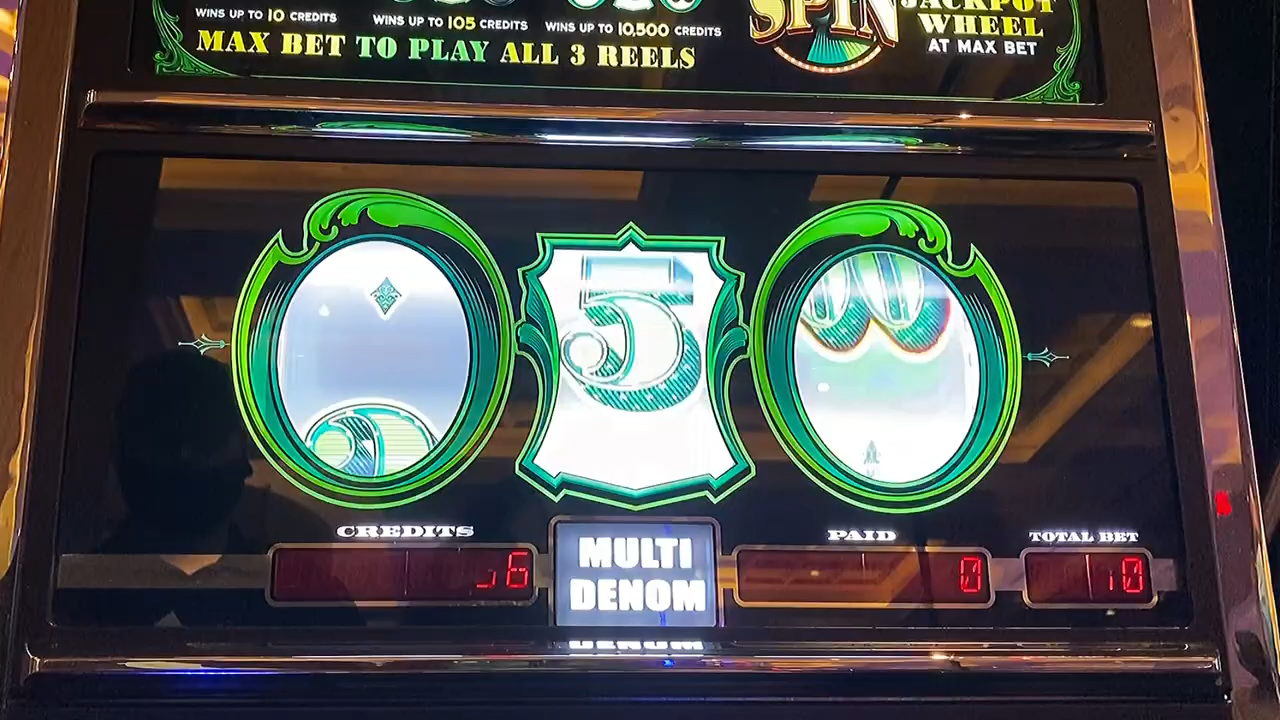 WINS UP TO 10 CREDITS
WINS UP TO 105 CREDITS
WINS UP TO 10,500 CREDITS
MAX BET TO PLAY ALL 3 REELS
SPIN
JACKPOT
WHEEL
AT MAX BET
5
CREDITS
6
MULTI
DENOM
PAID
0
TOTAL BET
10